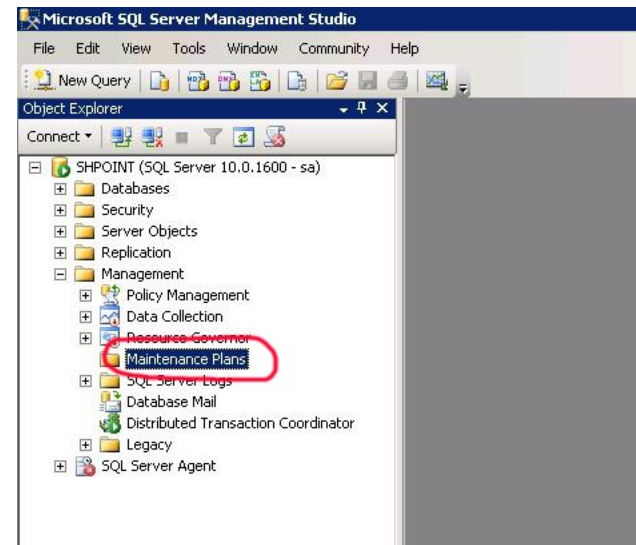 Microsoft SQL Server Management Studio
File Edit View Tools Window Community Help
New Query
Object Explorer
Connect
SHPOINT (SQL Server 10.0.1600 - sa)
Databases
Security
Server Objects
Replication
Management
Policy Management
Data Collection
Resource Governor
Maintenance Plans
SQL Server Logs
Database Mail
Distributed Transaction Coordinator
Legacy
SQL Server Agent